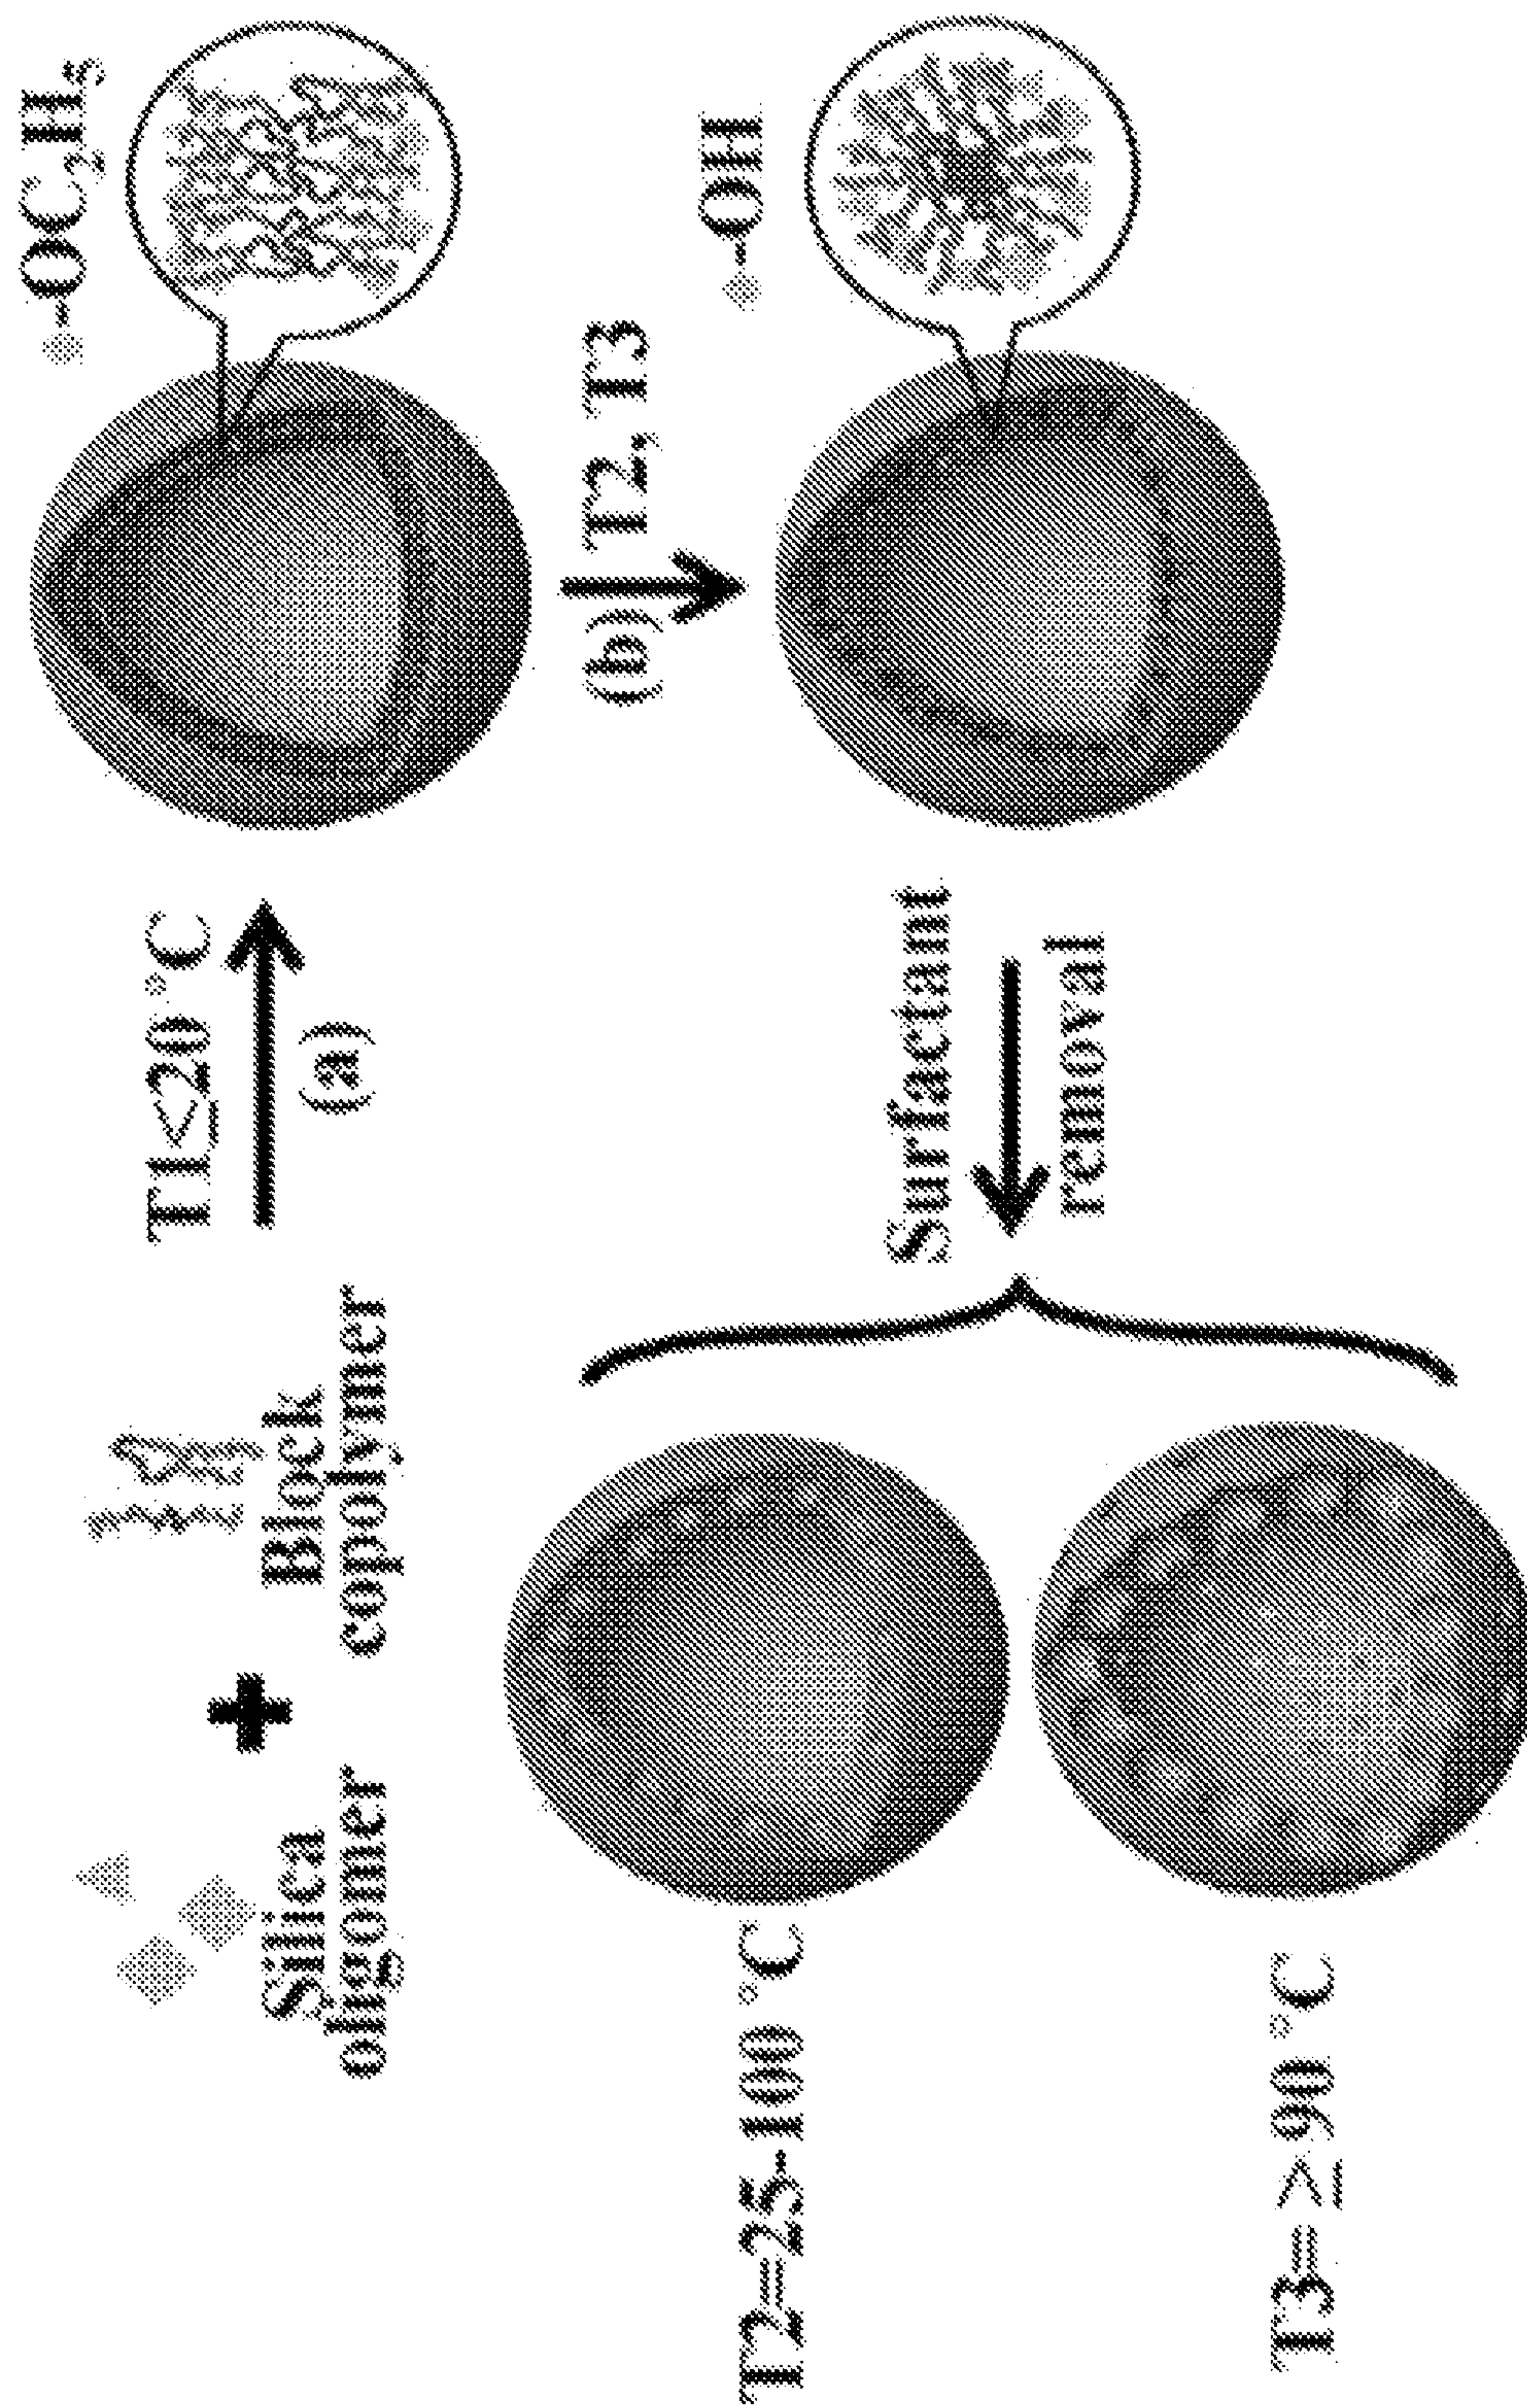 Silica
oligomer
+
Block
copolymer
T1≤20 °C
(a)
-OC2H5
(b)
T2, T3
-OH
Surfactant
removal
T2=25-100 °C
T3= ≥90 °C